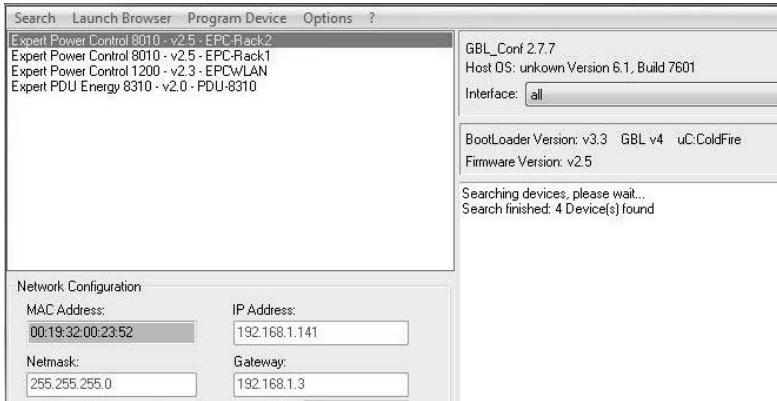 Search Launch Browser Program Device Options ?
Expert Power Control 8010 - v2.5 - EPC-Rack2
Expert Power Control 8010 - v2.5 - EPC-Rack1
Expert Power Control 1200 - v2.3 - EPCWLAN
Expert PDU Energy 8310 - v2.0 - PDU-8310
GBL_Conf 2.7.7
Host OS: unkown Version 6.1, Build 7601
Interface: all
BootLoader Version: v3.3 GBL v4 uC:ColdFire
Firmware Version: v2.5
Searching devices, please wait...
Search finished: 4 Device(s) found
Network Configuration
MAC Address: IP Address:
00:19:32:00:23:52 192.168.1.141
Netmask: Gateway:
255.255.255.0 192.168.1.3